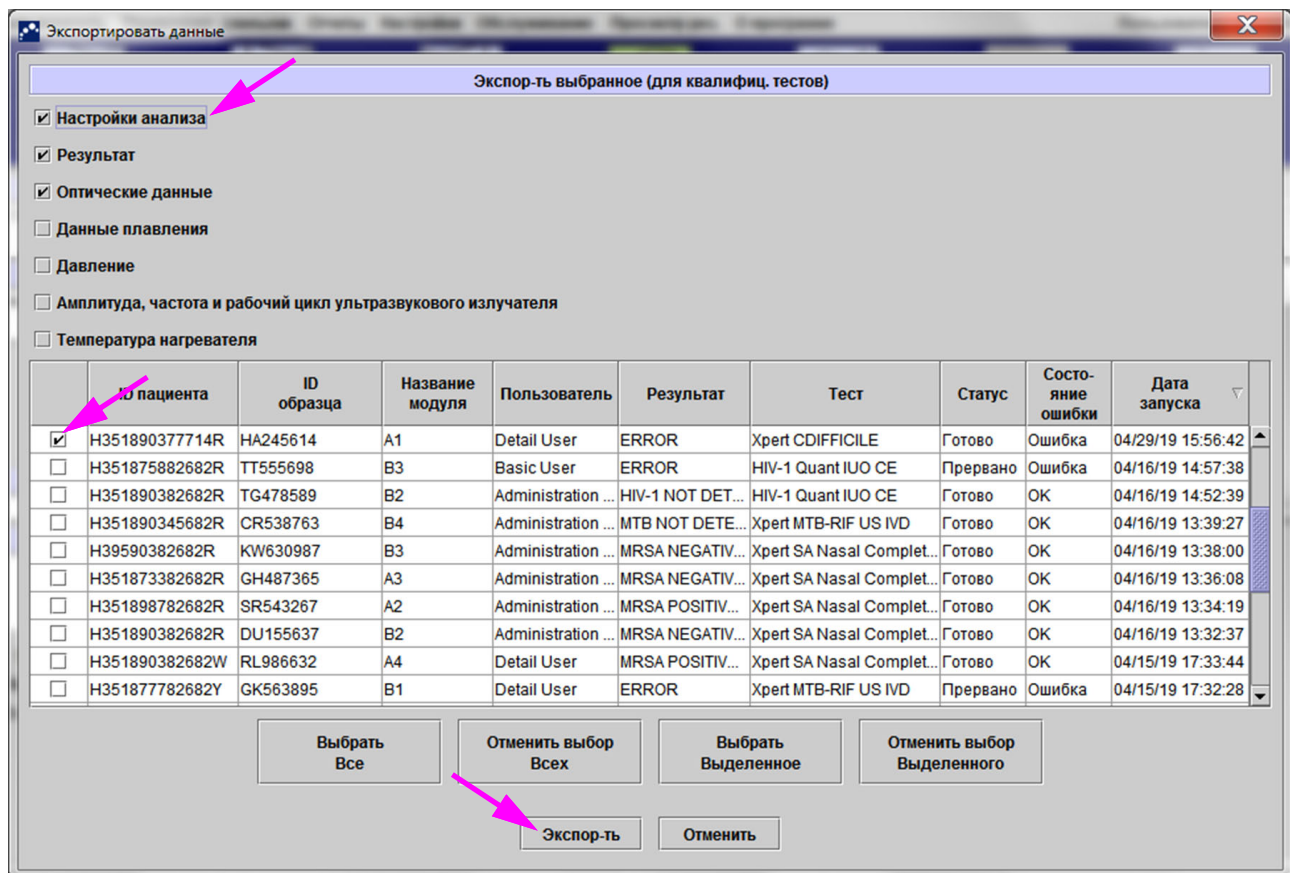 Экспортировать данные
Экспор-ть выбранное (для квалифиц. тестов)
Настройки анализа
Результат
Оптические данные
Данные плавления
Давление
Амплитуда, частота и рабочий цикл ультразвукового излучателя
Температура нагревателя
ID пациента ID образца Название модуля Пользователь Результат Тест Статус Состо-яние ошибки Дата запуска
H351890377714R HA245614 A1 Detail User ERROR Xpert CDIFFICILE Готово Ошибка 04/29/19 15:56:42
H351875882682R TT555698 B3 Basic User ERROR HIV-1 Quant IUO CE Прервано Ошибка 04/16/19 14:57:38
H351890382682R TG478589 B2 Administration ... HIV-1 NOT DET... HIV-1 Quant IUO CE Готово OK 04/16/19 14:52:39
H351890345682R CR538763 B4 Administration ... MTB NOT DETE... Xpert MTB-RIF US IVD Готово OK 04/16/19 13:39:27
H39590382682R KW630987 B3 Administration ... MRSA NEGATIV... Xpert SA Nasal Complet... Готово OK 04/16/19 13:38:00
H351873382682R GH487365 A3 Administration ... MRSA NEGATIV... Xpert SA Nasal Complet... Готово OK 04/16/19 13:36:08
H351898782682R SR543267 A2 Administration ... MRSA POSITIV... Xpert SA Nasal Complet... Готово OK 04/16/19 13:34:19
H351890382682R DU155637 B2 Administration ... MRSA NEGATIV... Xpert SA Nasal Complet... Готово OK 04/16/19 13:32:37
H351890382682W RL986632 A4 Detail User MRSA POSITIV... Xpert SA Nasal Complet... Готово OK 04/15/19 17:33:44
H351877782682Y GK563895 B1 Detail User ERROR Xpert MTB-RIF US IVD Прервано Ошибка 04/15/19 17:32:28
Выбрать Все
Отменить выбор Всех
Выбрать Выделенное
Отменить выбор Выделенного
Экспор-ть
Отменить